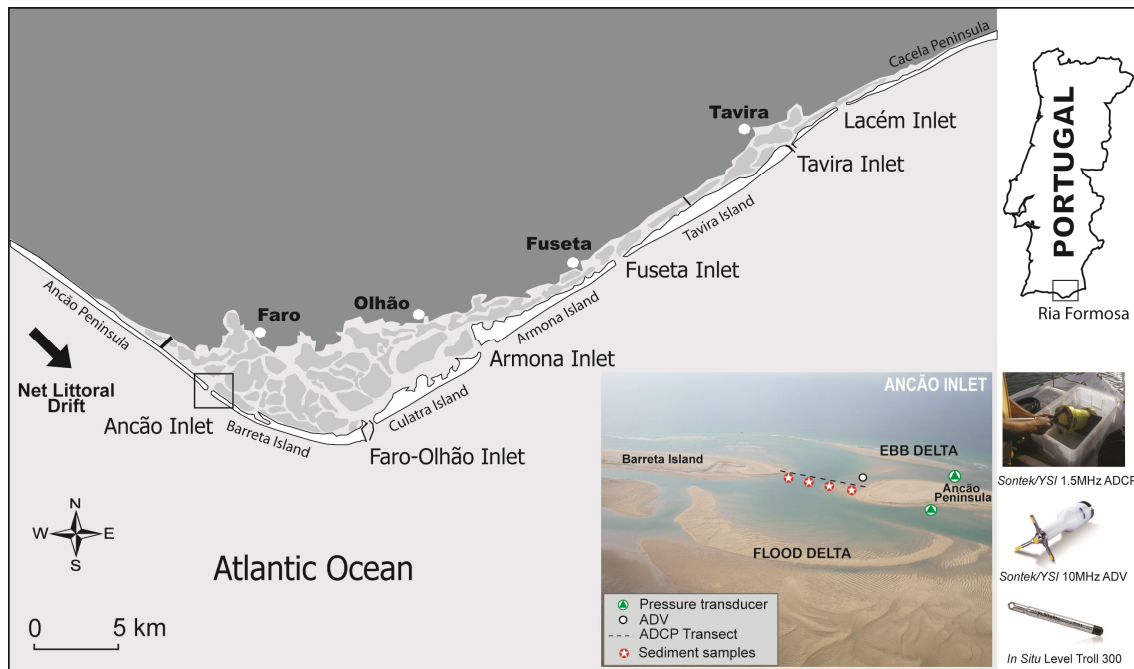 Cacela Peninsula
Tavira
Lacém Inlet
Tavira Inlet
Tavira Island
Fuseta
Fuseta Inlet
Ancão Peninsula
Olhão
Faro
Armona Island
Armona Inlet
Net Littoral
Drift
Culatra Island
Ancão Inlet
Barreta Island
Faro-Olhão Inlet
N
W
E
S
Atlantic Ocean
0
5 km
PORTUGAL
Ria Formosa
ANCÃO INLET
EBB DELTA
Barreta Island
Ancão
Peninsula
FLOOD DELTA
Pressure transducer
ADV
ADCP Transect
Sediment samples
Sontek/YSI 1.5MHz ADCP
Sontek/YSI 10MHz ADV
In Situ Level Troll 300